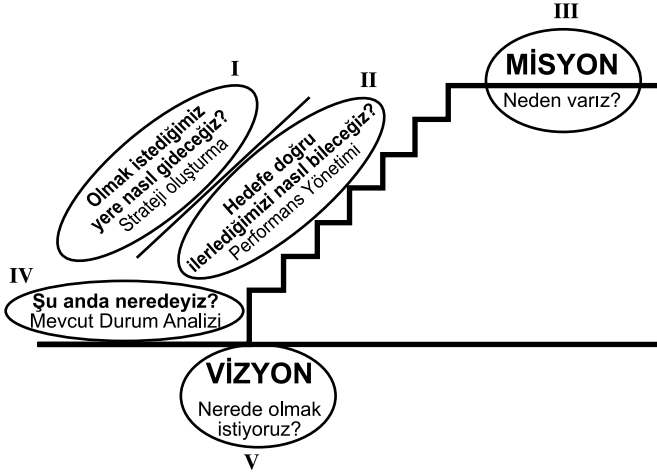 III
MİSYON
Neden varız?
I
Olmak istediğimiz
yere nasıl gideceğiz?
Strateji oluşturma
II
Hedefe doğru
ilerlediğimizi nasıl bileceğiz?
Performans Yönetimi
IV
Şu anda neredeyiz?
Mevcut Durum Analizi
VİZYON
Nerede olmak
istiyoruz?
V